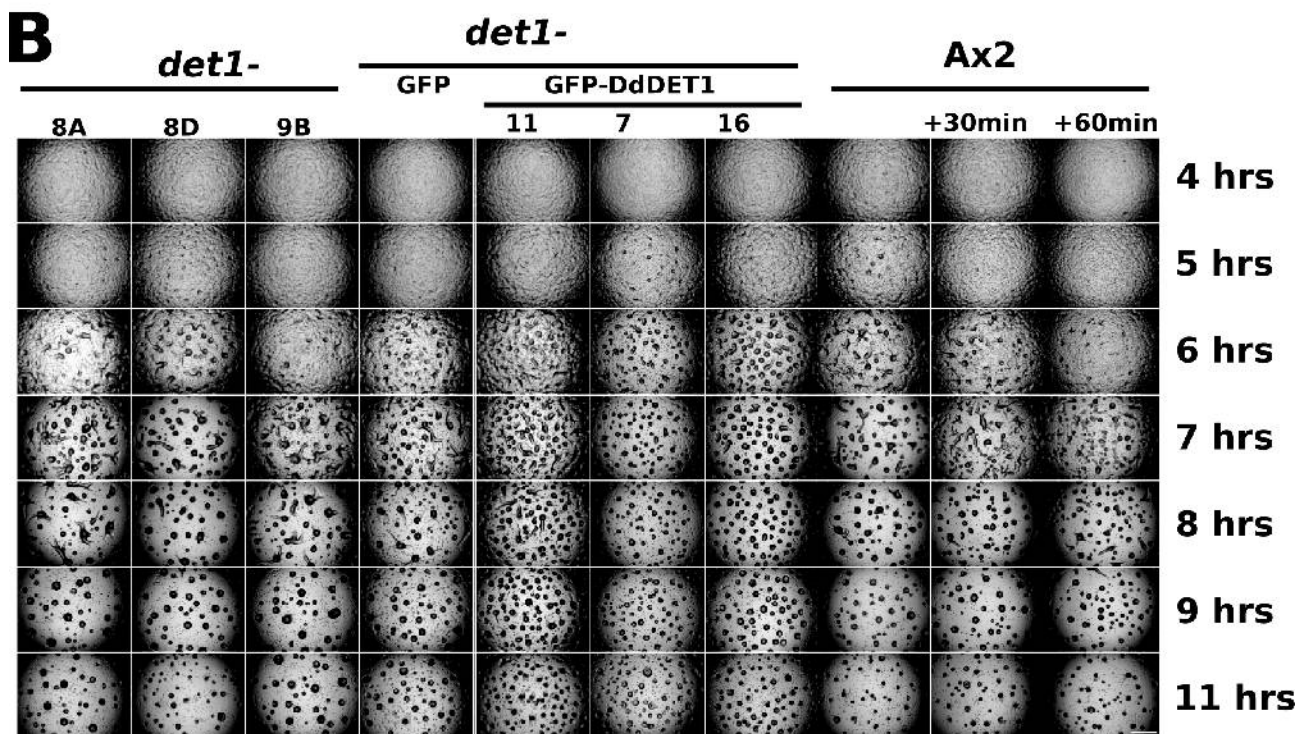 B
det1-
det1-
Ax2
GFP
GFP-DdDET1
8A 8D 9B 11 7 16 +30min +60min
4 hrs
5 hrs
6 hrs
7 hrs
8 hrs
9 hrs
11 hrs